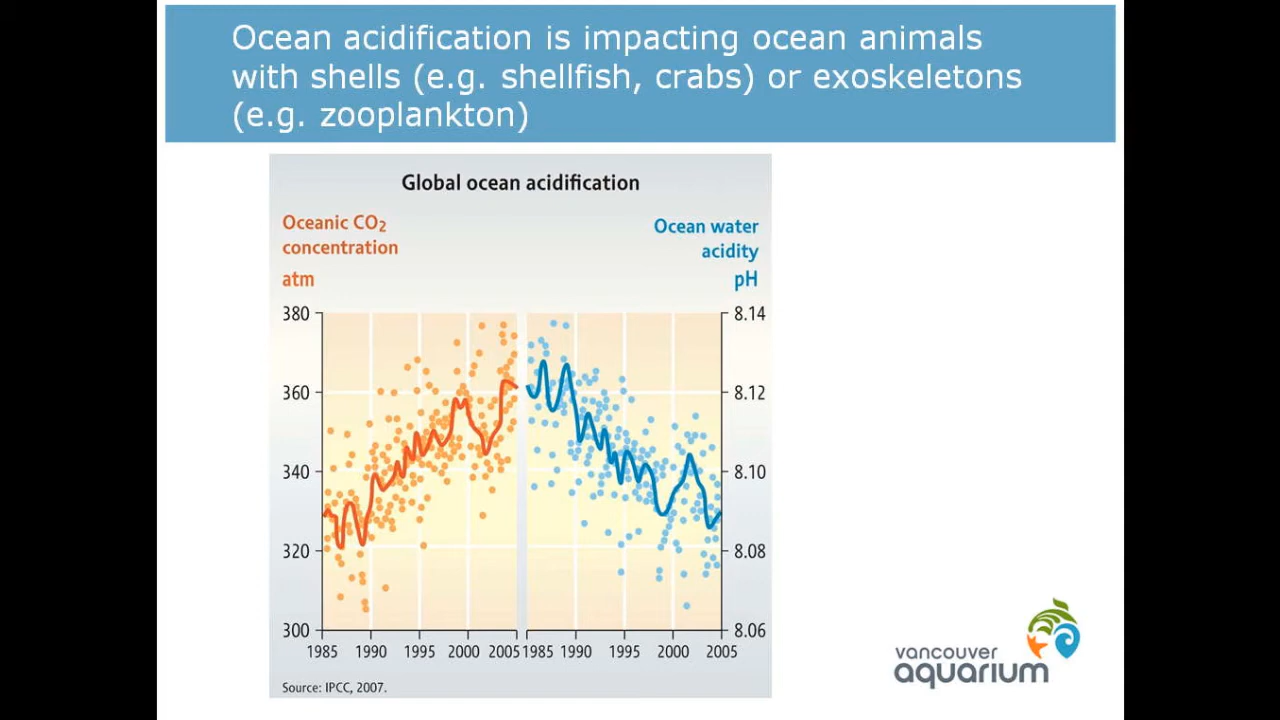 Ocean acidification is impacting ocean animals
with shells (e.g. shellfish, crabs) or exoskeletons
(e.g. zooplankton)
Global ocean acidification
Oceanic CO₂
concentration
atm
Ocean water
acidity
pH
380
360
340
320
300
8.14
8.12
8.10
8.08
8.06
1985 1990 1995 2000 2005
1985 1990 1995 2000 2005
Source: IPCC, 2007.
vancouver
aquarium